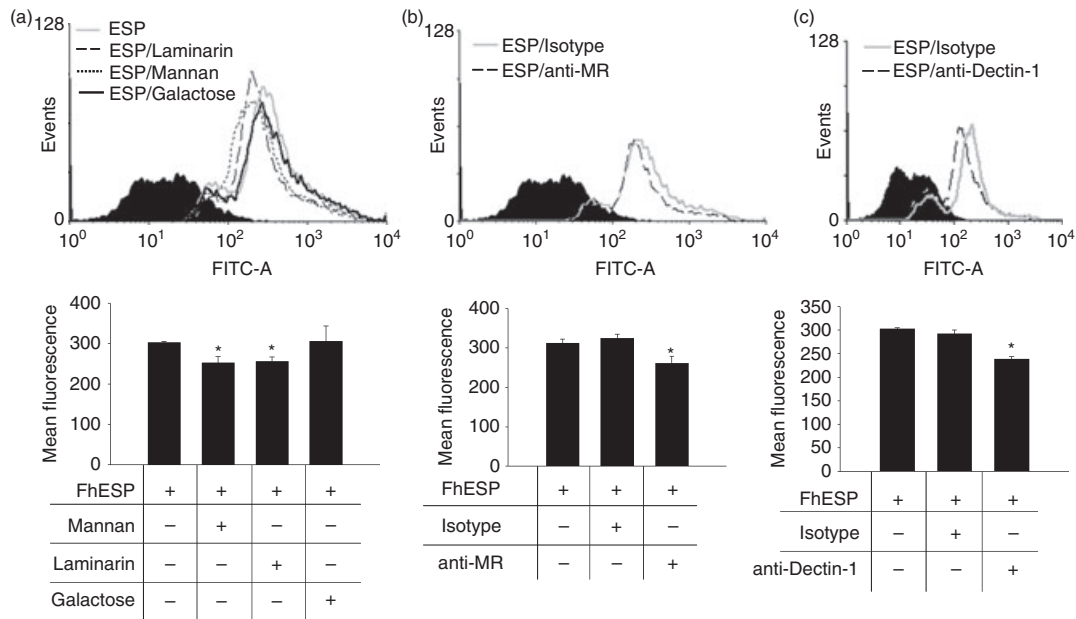 (a)
128
ESP
ESP/Laminarin
ESP/Mannan
ESP/Galactose
Events
0
10^0 10^1 10^2 10^3 10^4
FITC-A
400
300
200
100
0
Mean fluorescence
* *
FhESP + + + +
Mannan – + – –
Laminarin – – + –
Galactose – – – +
(b)
128
ESP/Isotype
ESP/anti-MR
Events
0
10^0 10^1 10^2 10^3 10^4
FITC-A
400
300
200
300
0
Mean fluorescence
*
FhESP + + +
Isotype – + –
anti-MR – – +
(c)
128
ESP/Isotype
ESP/anti-Dectin-1
Events
0
10^0 10^1 10^2 10^3 10^4
FITC-A
350
300
250
300
150
100
50
0
Mean fluorescence
*
FhESP + + +
Isotype – + –
anti-Dectin-1 – – +